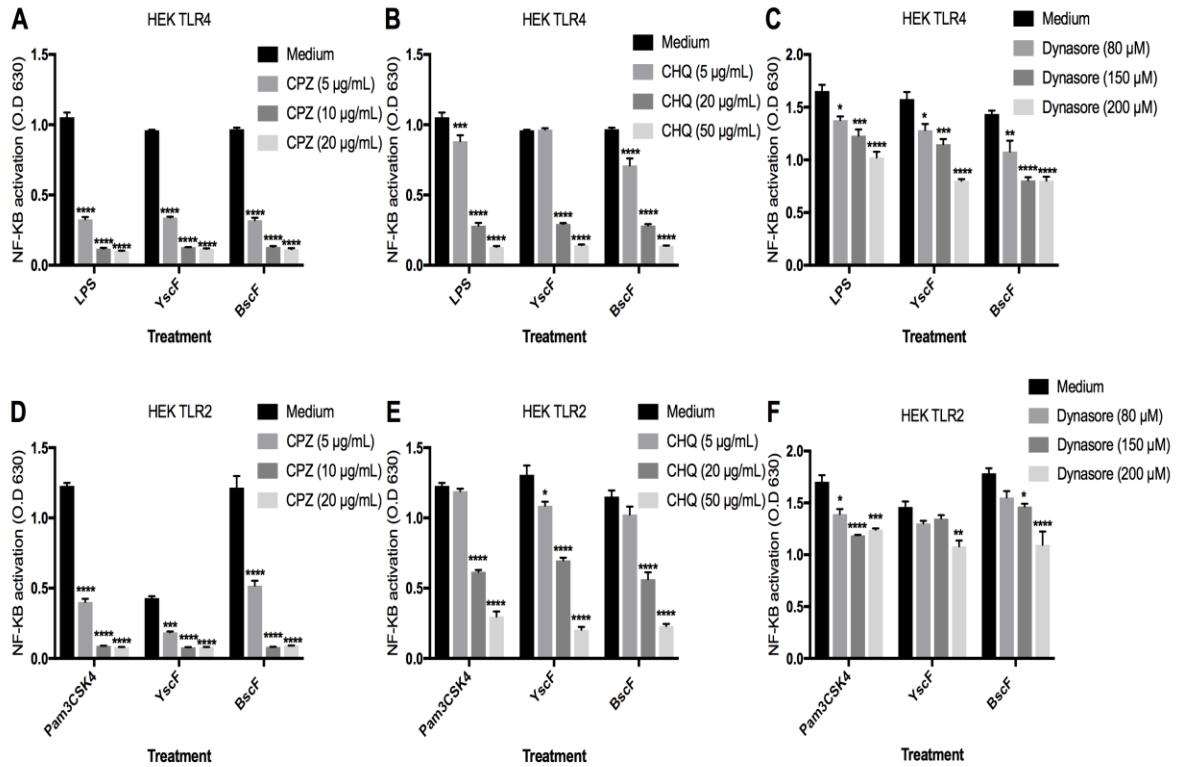 A
HEK TLR4
NF-KB activation (O.D 630)
1.5
1.0
0.5
0.0
Medium
CPZ (5 µg/mL)
CPZ (10 µg/mL)
CPZ (20 µg/mL)
**** **** ****
**** **** ****
**** **** ****
LPS
YscF
BscF
Treatment
B
HEK TLR4
NF-KB activation (O.D 630)
1.5
1.0
0.5
0.0
Medium
CHQ (5 µg/mL)
CHQ (20 µg/mL)
CHQ (50 µg/mL)
*** **** ****
**** ****
**** **** ****
LPS
YscF
BscF
Treatment
C
HEK TLR4
NF-KB activation (O.D 630)
2.0
1.5
1.0
0.5
0.0
Medium
Dynasore (80 µM)
Dynasore (150 µM)
Dynasore (200 µM)
* *** ****
* *** ****
** **** ****
LPS
YscF
BscF
Treatment
D
HEK TLR2
NF-KB activation (O.D 630)
1.5
1.0
0.5
0.0
Medium
CPZ (5 µg/mL)
CPZ (10 µg/mL)
CPZ (20 µg/mL)
**** **** ****
*** **** ****
**** **** ****
Pam3CSK4
YscF
BscF
Treatment
E
HEK TLR2
NF-KB activation (O.D 630)
1.5
1.0
0.5
0.0
Medium
CHQ (5 µg/mL)
CHQ (20 µg/mL)
CHQ (50 µg/mL)
**** ****
* **** ****
**** ****
Pam3CSK4
YscF
BscF
Treatment
F
HEK TLR2
NF-KB activation (O.D 630)
2.0
1.5
1.0
0.5
0.0
Medium
Dynasore (80 µM)
Dynasore (150 µM)
Dynasore (200 µM)
* **** ***
**
* ****
Pam3CSK4
YscF
BscF
Treatment